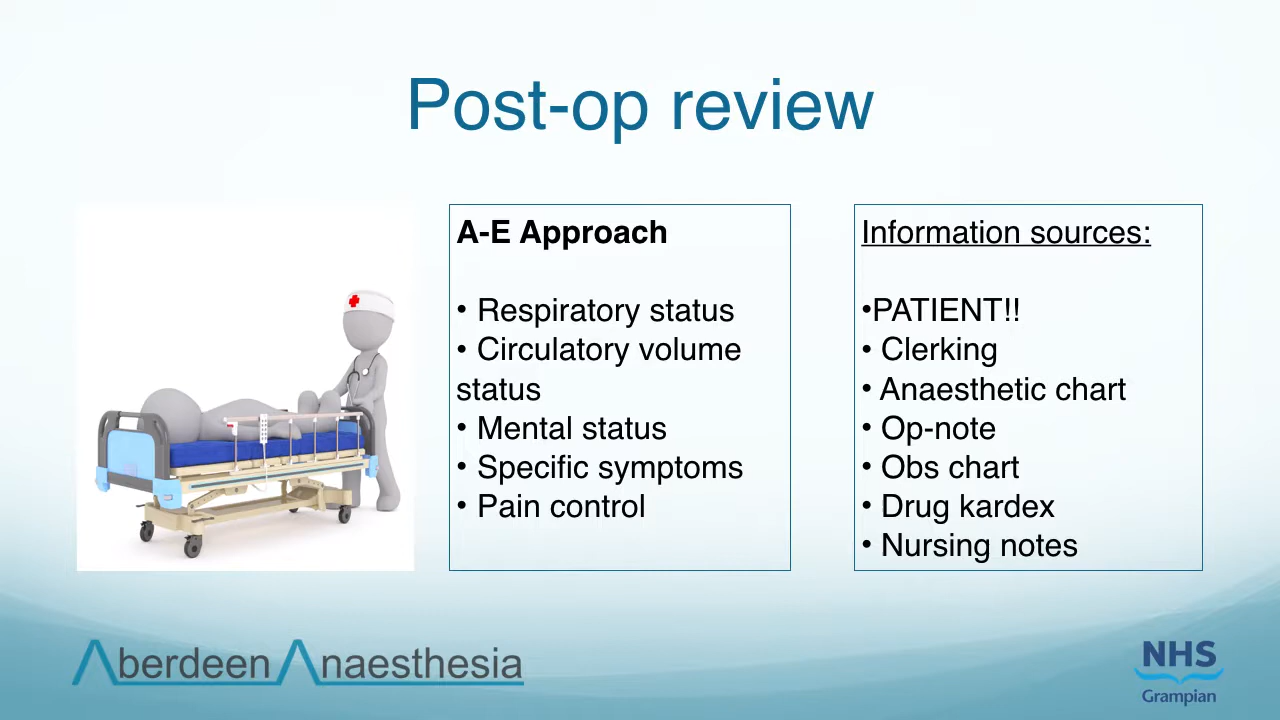 Post-op review
A-E Approach
• Respiratory status
• Circulatory volume
status
• Mental status
• Specific symptoms
• Pain control
Information sources:
•PATIENT!!
• Clerking
• Anaesthetic chart
• Op-note
• Obs chart
• Drug kardex
• Nursing notes
Aberdeen Anaesthesia
NHS
Grampian